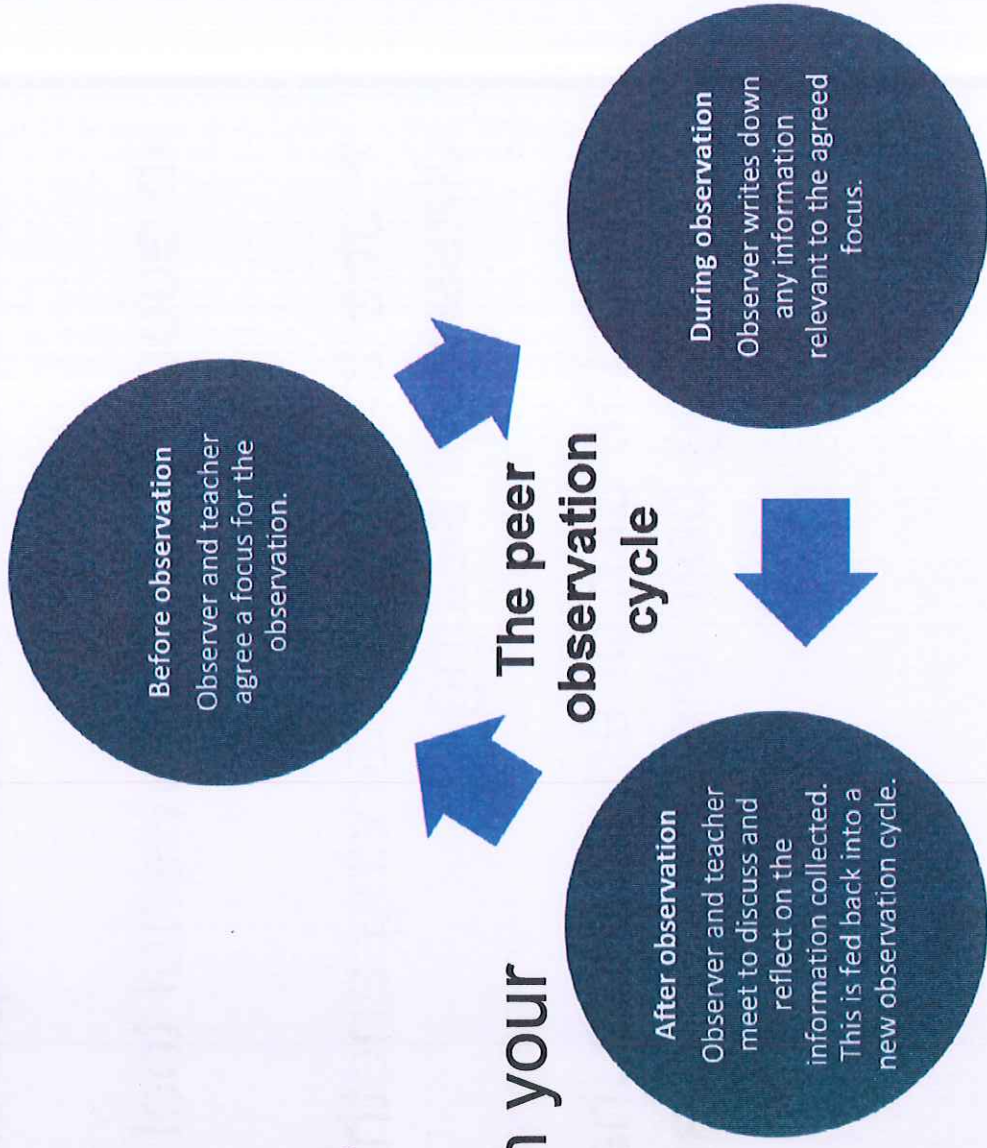 Before observation
Observer and teacher
agree a focus for the
observation.
The peer
observation
cycle
During observation
Observer writes down
any information
relevant to the agreed
focus.
After observation
Observer and teacher
meet to discuss and
reflect on the
information collected.
This is fed back into a
new observation cycle.
your